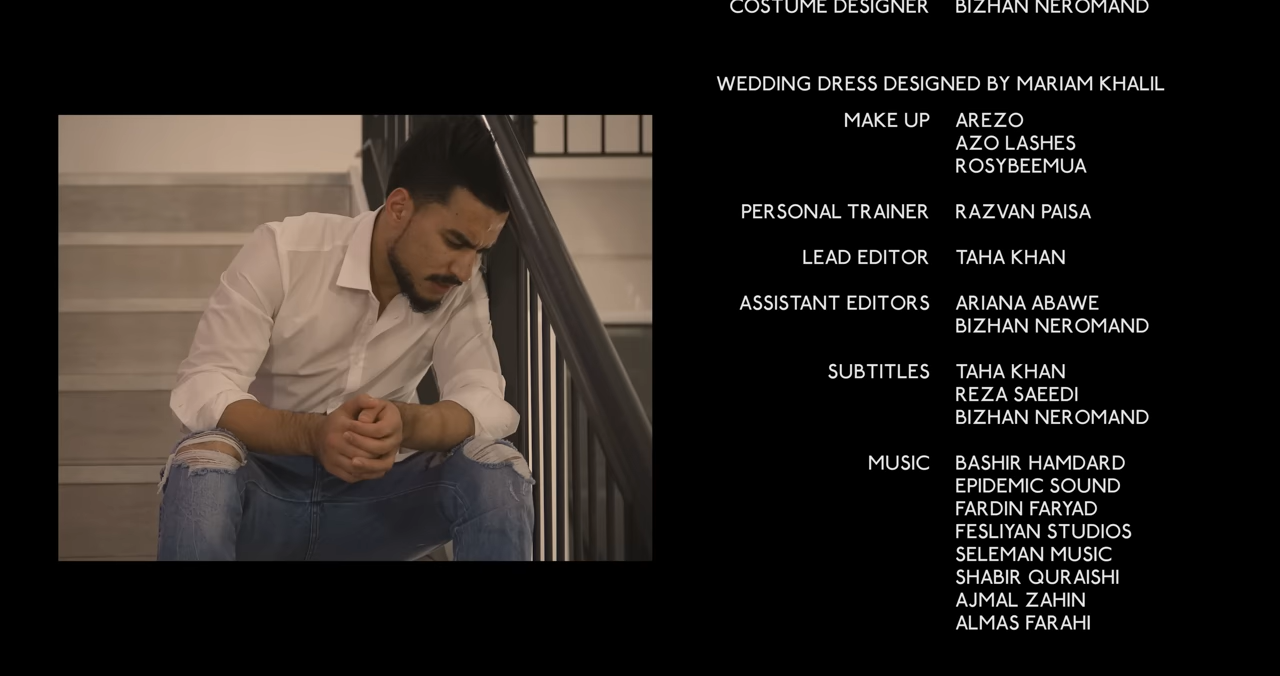 COSTUME DESIGNER BIZHAN NEROMAND
WEDDING DRESS DESIGNED BY MARIAM KHALIL
MAKE UP AREZO
AZO LASHES
ROSYBEEMUA
PERSONAL TRAINER RAZVAN PAISA
LEAD EDITOR TAHA KHAN
ASSISTANT EDITORS ARIANA ABAWE
BIZHAN NEROMAND
SUBTITLES TAHA KHAN
REZA SAEEDI
BIZHAN NEROMAND
MUSIC BASHIR HAMDARD
EPIDEMIC SOUND
FARDIN FARYAD
FESLIYAN STUDIOS
SELEMAN MUSIC
SHABIR QURAISHI
AJMAL ZAHIN
ALMAS FARAHI